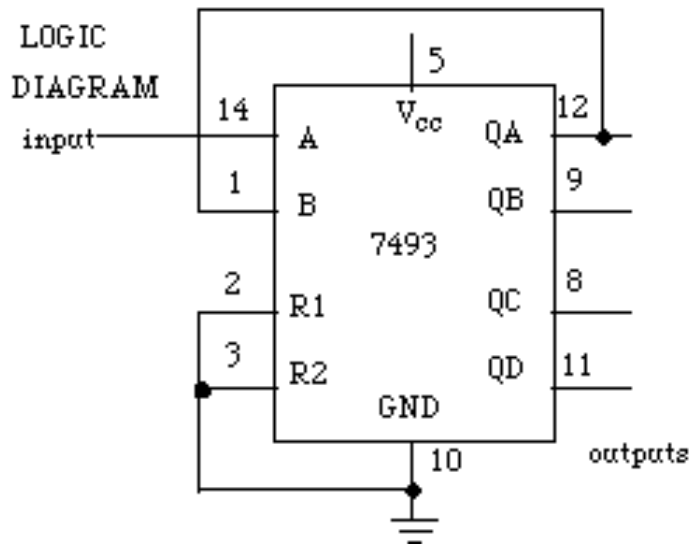 LOGIC
DIAGRAM
5
14
Vcc
12
input
A
QA
1
9
B
QB
7493
2
8
R1
QC
3
11
R2
QD
GND
10
outputs